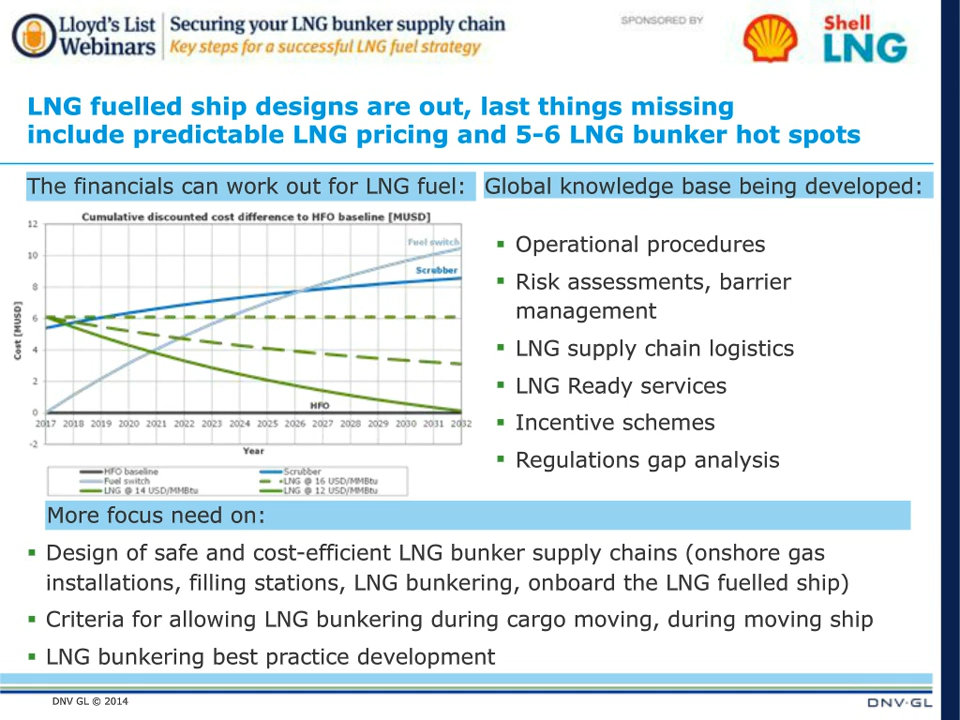 Lloyd's List
Webinars
Securing your LNG bunker supply chain
Key steps for a successful LNG fuel strategy
SPONSORED BY
Shell
LNG
LNG fuelled ship designs are out, last things missing
include predictable LNG pricing and 5-6 LNG bunker hot spots
The financials can work out for LNG fuel:
Cumulative discounted cost difference to HFO baseline [MUSD]
12
10
8
6
4
2
0
-2
Cost [MUSD]
Fuel switch
Scrubber
HFO
2017 2018 2019 2020 2021 2022 2023 2024 2025 2026 2027 2028 2029 2030 2031 2032
Year
HFO baseline
Scrubber
Fuel switch
LNG @ 16 USD/MMBtu
LNG @ 14 USD/MMBtu
LNG @ 12 USD/MMBtu
Global knowledge base being developed:
▪ Operational procedures
▪ Risk assessments, barrier
management
▪ LNG supply chain logistics
▪ LNG Ready services
▪ Incentive schemes
▪ Regulations gap analysis
More focus need on:
▪ Design of safe and cost-efficient LNG bunker supply chains (onshore gas
installations, filling stations, LNG bunkering, onboard the LNG fuelled ship)
▪ Criteria for allowing LNG bunkering during cargo moving, during moving ship
▪ LNG bunkering best practice development
DNV GL © 2014
DNV·GL